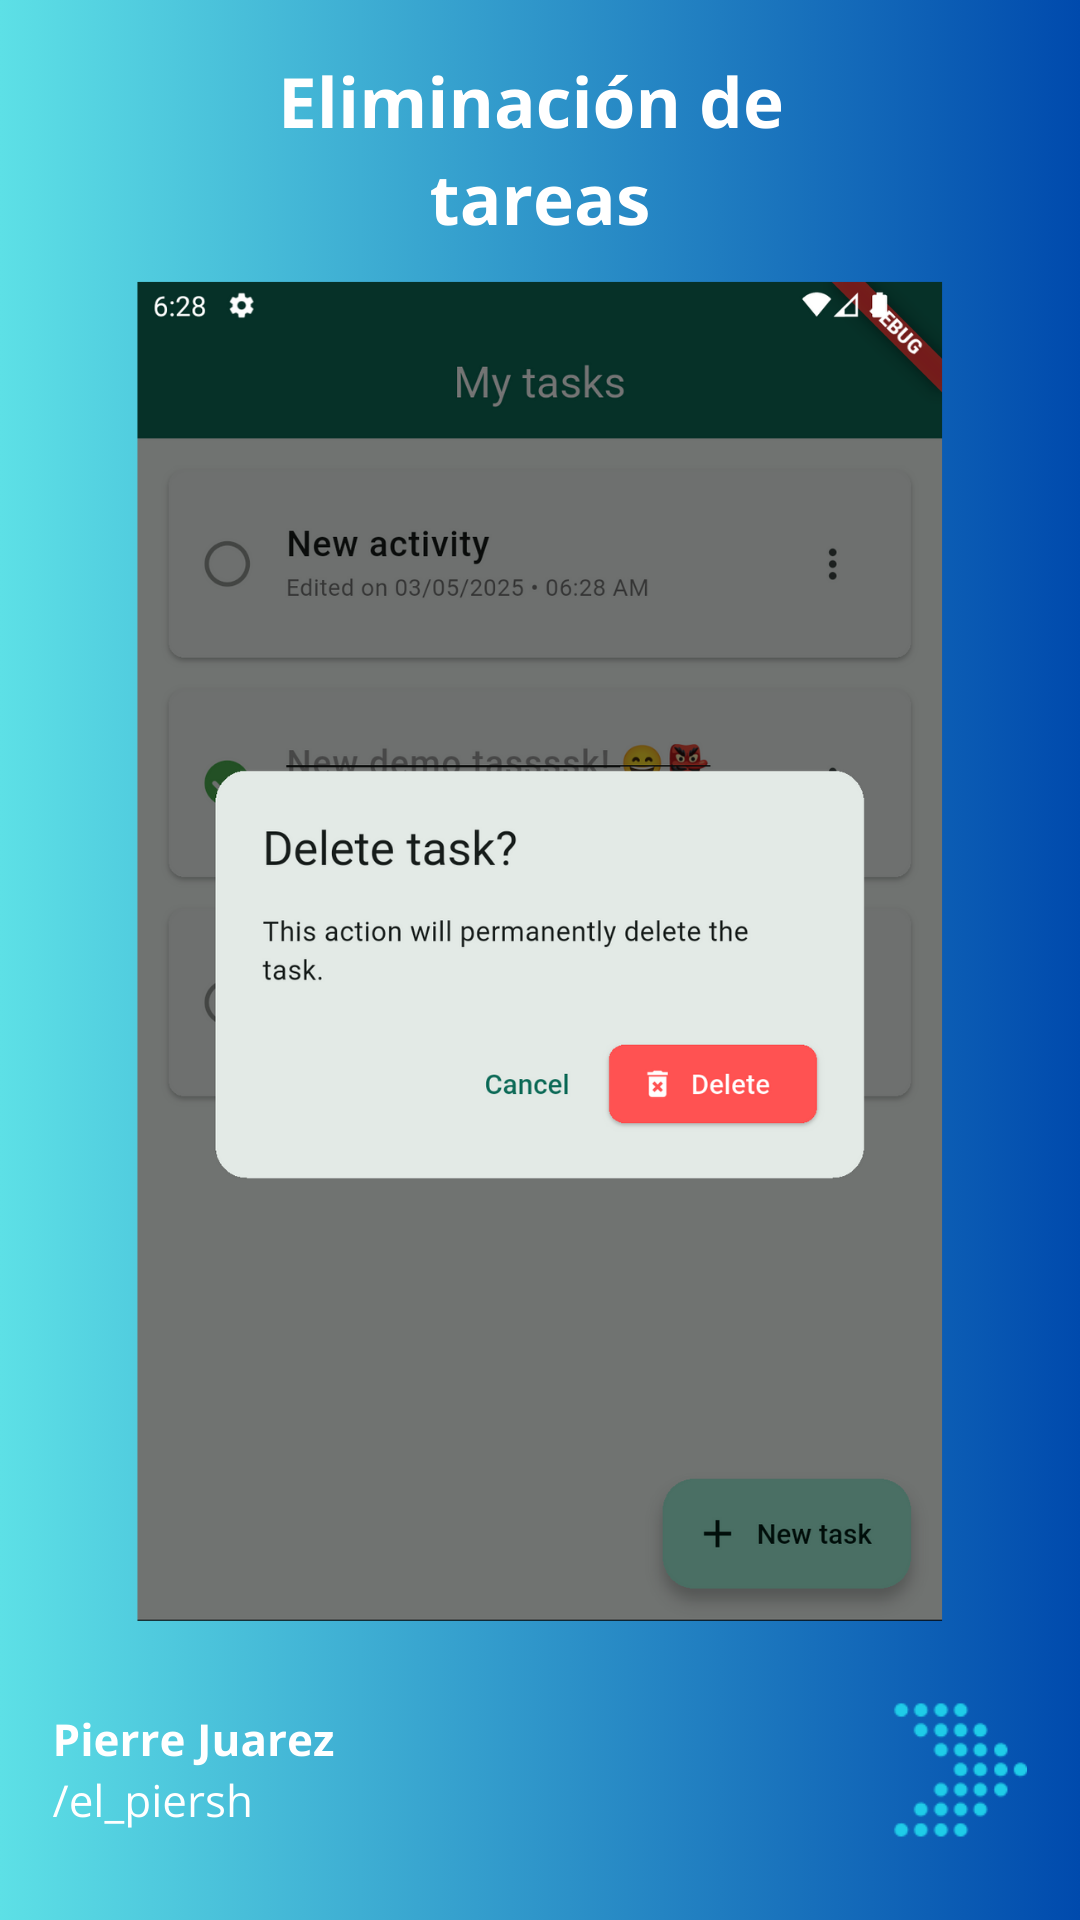 Eliminación de
tareas
6:28
EBUG
My tasks
New activity
Edited on 03/05/2025 • 06:28 AM
New demo tassssk! 😄👺
Delete task?
This action will permanently delete the
task.
Cancel
Delete
New task
Pierre Juarez
/el_piersh